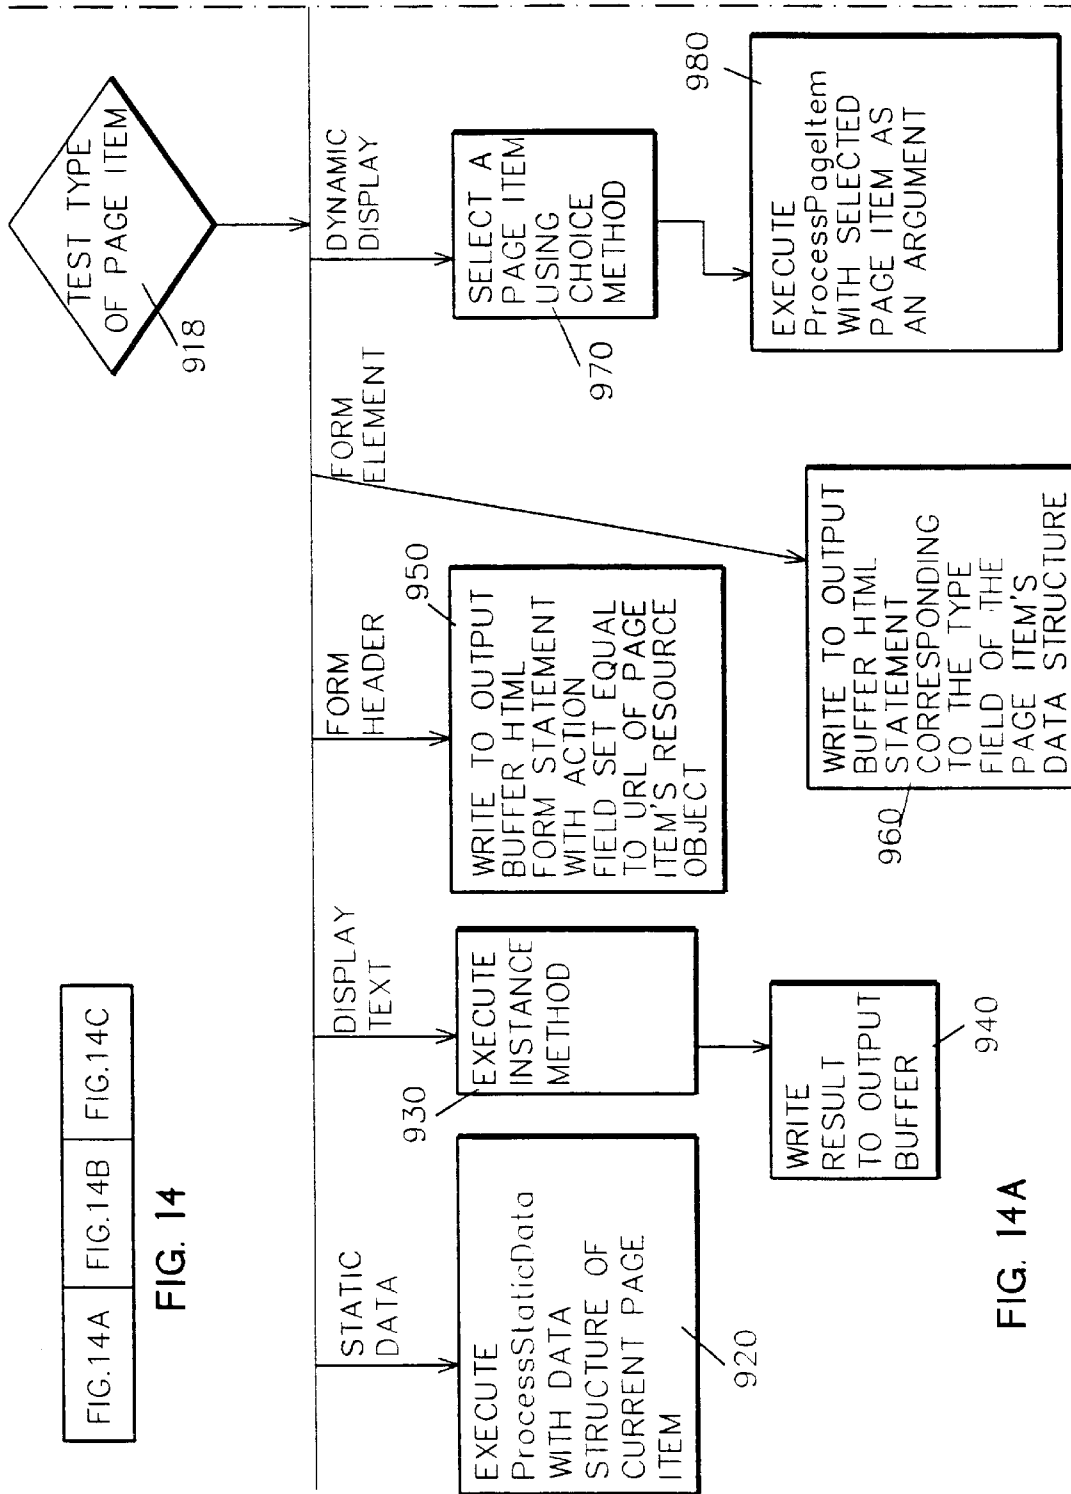 FIG.14A FIG.14B FIG.14C
FIG. 14
TEST TYPE
OF PAGE ITEM
918
STATIC
DATA
EXECUTE
ProcessStaticData
WITH DATA
STRUCTURE OF
CURRENT PAGE
ITEM
920
DISPLAY
TEXT
930
EXECUTE
INSTANCE
METHOD
WRITE
RESULT
TO OUTPUT
BUFFER
940
FORM
HEADER
950
WRITE TO OUTPUT
BUFFER HTML
FORM STATEMENT
WITH ACTION
FIELD SET EQUAL
TO URL OF PAGE
ITEM'S RESOURCE
OBJECT
FORM
ELEMENT
WRITE TO OUTPUT
BUFFER HTML
STATEMENT
CORRESPONDING
TO THE TYPE
FIELD OF THE
PAGE ITEM'S
DATA STRUCTURE
960
DYNAMIC
DISPLAY
SELECT A
PAGE ITEM
USING
CHOICE
METHOD
970
980
EXECUTE
ProcessPageItem
WITH SELECTED
PAGE ITEM AS
AN ARGUMENT
FIG. 14A